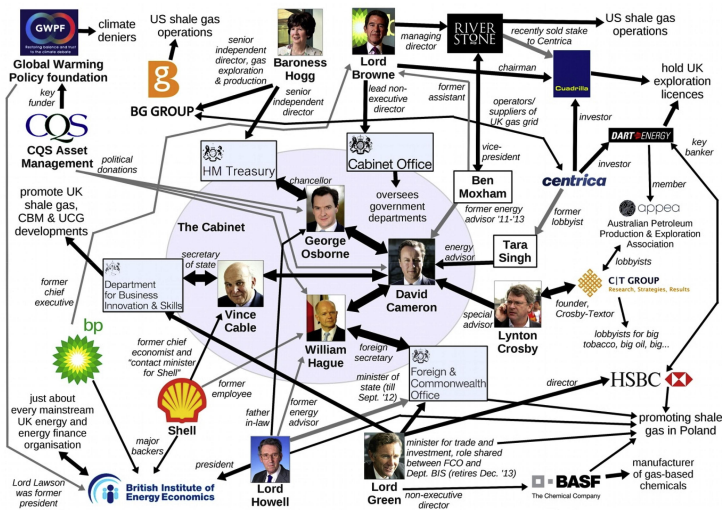 GWPF
Restoring balance and trust
to the climate debate
climate
deniers
Global Warming
Policy foundation
US shale gas
operations
BG GROUP
senior
independent
director, gas
exploration &
production
Baroness
Hogg
senior
independent
director
Lord
Browne
managing
director
RIVER
STONE
recently sold stake
to Centrica
US shale gas
operations
chairman
Cuadrilla
hold UK
exploration
licences
key
funder
CQS
CQS Asset
Management
lead non-
executive
director
former
assistant
operators/
suppliers of
UK gas grid
investor
DART ENERGY
key
banker
political
donations
HM Treasury
Cabinet Office
vice-
president
Ben
Moxham
centrica
investor
member
chancellor
oversees
government
departments
former energy
advisor '11-'13
former
lobbyist
appea
Australian Petroleum
Production & Exploration
Association
promote UK
shale gas,
CBM & UCG
developments
The Cabinet
George
Osborne
energy
advisor
Tara
Singh
lobbyists
secretary
of state
Department
for Business
Innovation & Skills
Vince
Cable
David
Cameron
C|T GROUP
Research, Strategies, Results
founder,
Crosby-Textor
special
advisor
Lynton
Crosby
lobbyists for big
tobacco, big oil, big...
former
chief
executive
bp
William
Hague
foreign
secretary
former chief
economist and
"contact minister
for Shell"
former
employee
Shell
minister of
state (till
Sept. '12)
Foreign &
Commonwealth
Office
director
HSBC
just about
every mainstream
UK energy and
energy finance
organisation
major
backers
father
in-law
former
energy
advisor
promoting shale
gas in Poland
minister for trade and
investment, role shared
between FCO and
Dept. BIS (retires Dec. '13)
president
Lord Lawson
was former
president
British Institute of
Energy Economics
Lord
Howell
Lord
Green
non-executive
director
BASF
The Chemical Company
manufacturer
of gas-based
chemicals